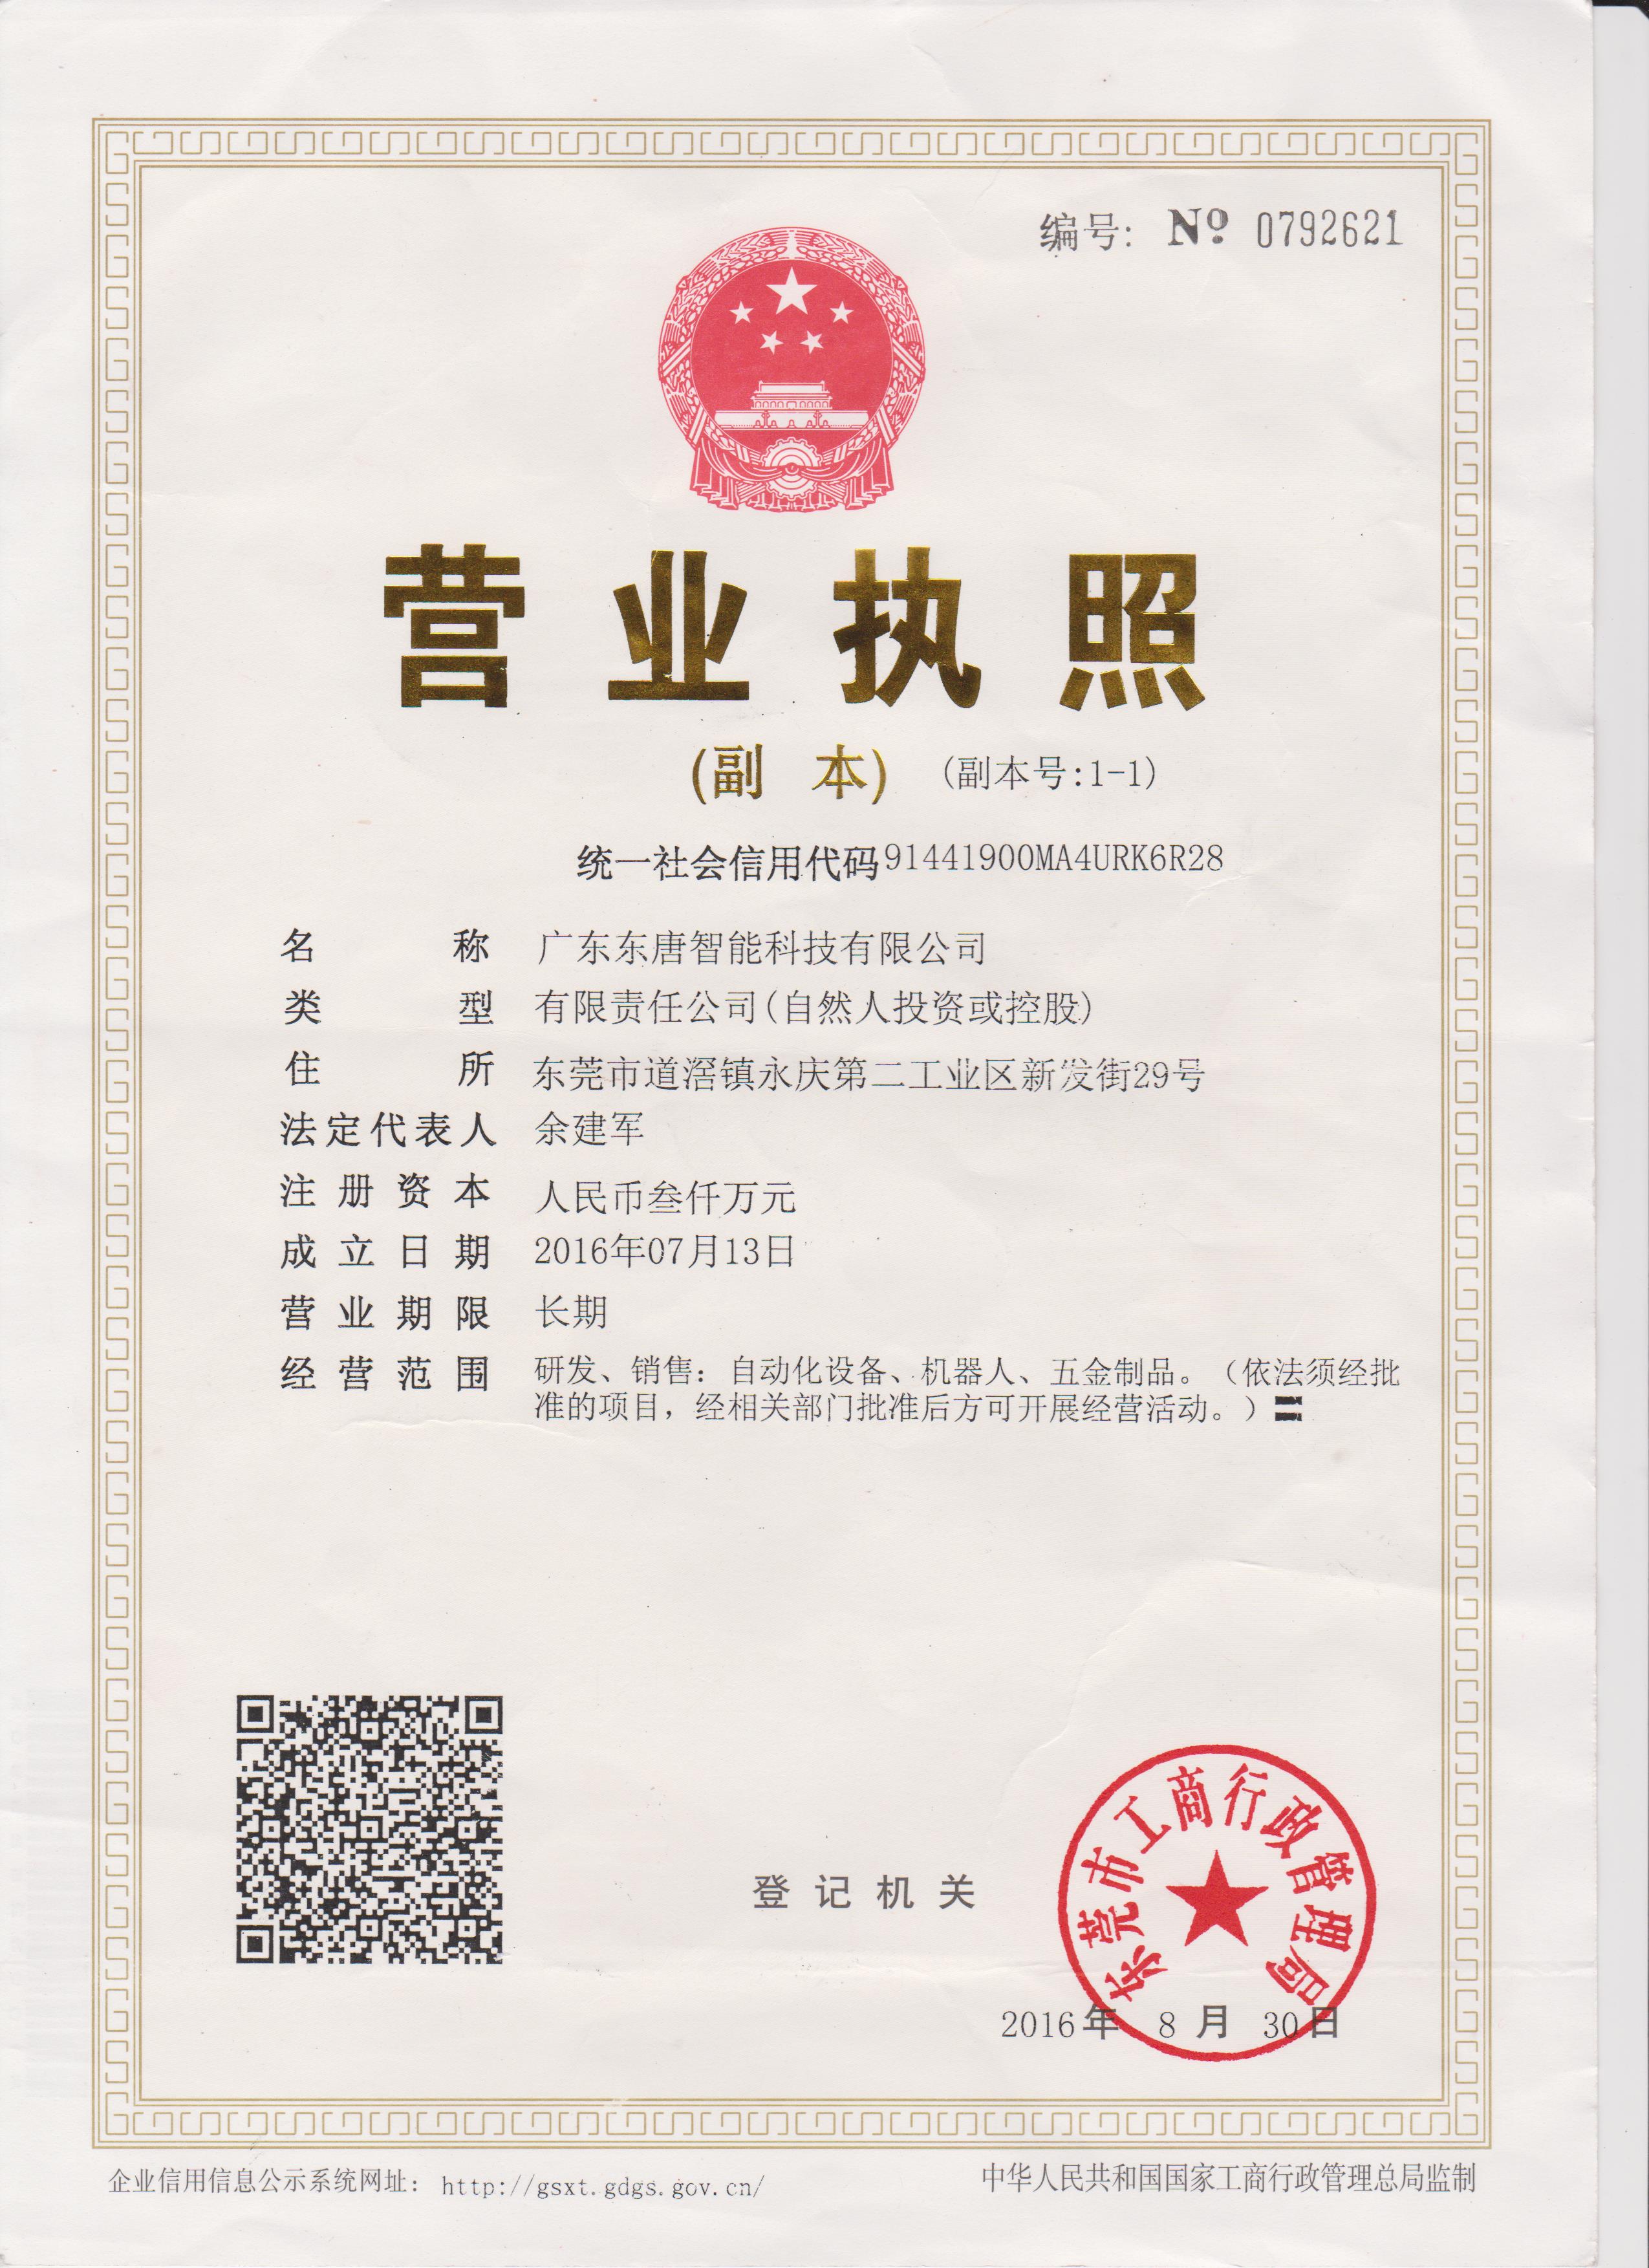 编号: Nº 0792621
营业执照
(副 本) (副本号:1-1)
统一社会信用代码91441900MA4URK6R28
名称 广东东唐智能科技有限公司
类型 有限责任公司(自然人投资或控股)
住所 东莞市道滘镇永庆第二工业区新发街29号
法定代表人 余建军
注册资本 人民币叁仟万元
成立日期 2016年07月13日
营业期限 长期
经营范围 研发、销售：自动化设备、机器人、五金制品。（依法须经批
准的项目，经相关部门批准后方可开展经营活动。）
东莞市工商行政管理局
登记机关
2016年 8月 30日
企业信用信息公示系统网址： http://gsxt.gdgs.gov.cn/
中华人民共和国国家工商行政管理总局监制